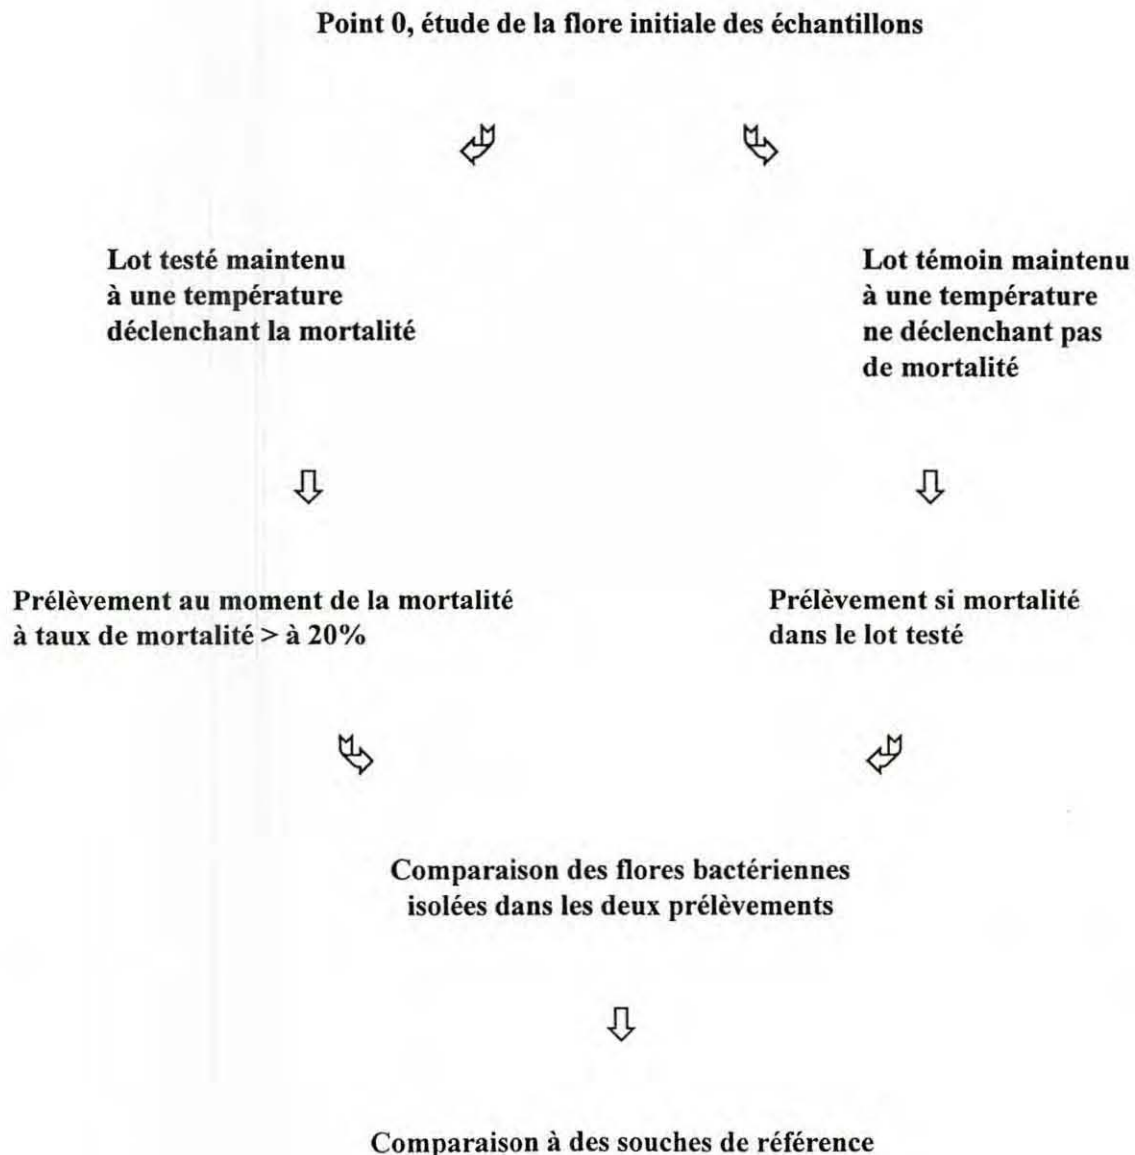 Point 0, étude de la flore initiale des échantillons
Lot testé maintenu
à une température
déclenchant la mortalité
Lot témoin maintenu
à une température
ne déclenchant pas
de mortalité
Prélèvement au moment de la mortalité
à taux de mortalité > à 20%
Prélèvement si mortalité
dans le lot testé
Comparaison des flores bactériennes
isolées dans les deux prélèvements
Comparaison à des souches de référence